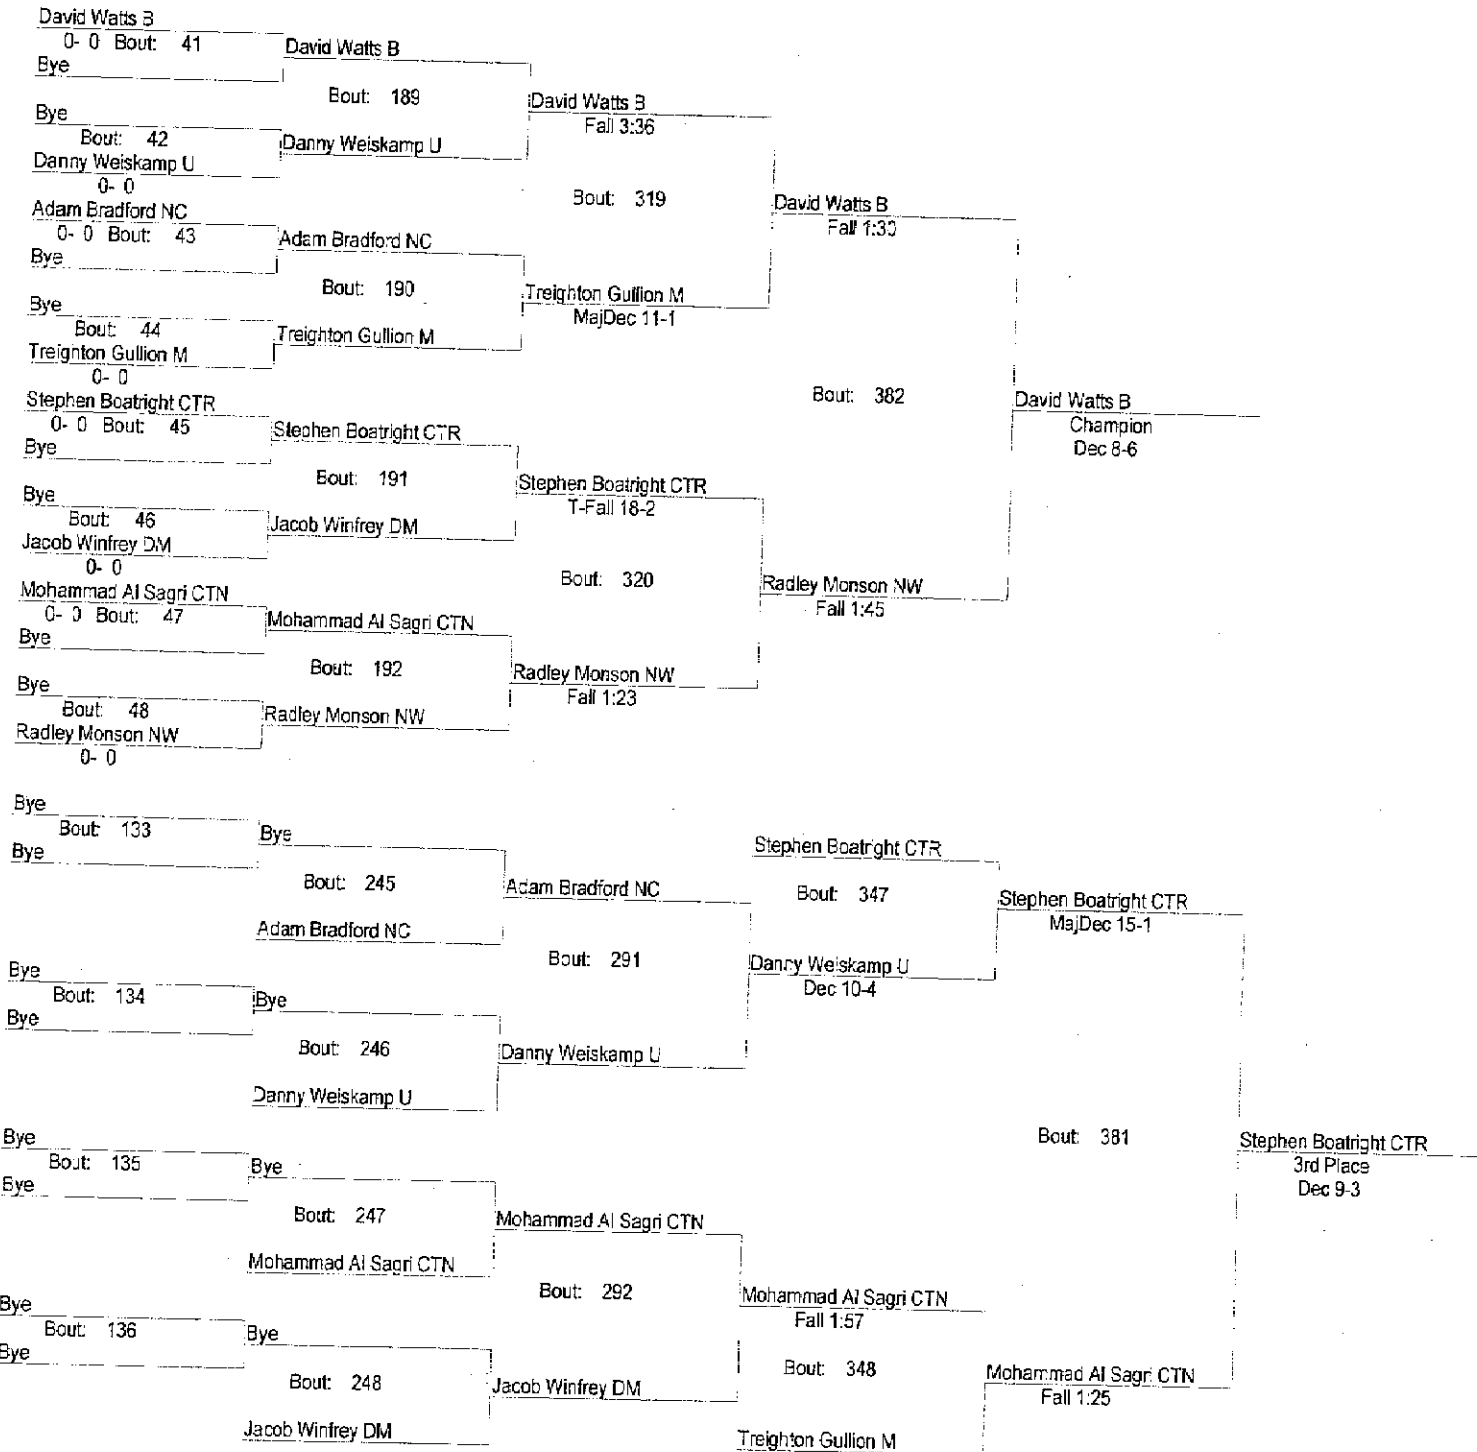 David Watts B
0- 0 Bout: 41
Bye
David Watts B
Bout: 189
Bye
Bout: 42
Danny Weiskamp U
0- 0
Danny Weiskamp U
David Watts B
Fall 3:36
Bout: 319
Adam Bradford NC
0- 0 Bout: 43
Bye
Adam Bradford NC
Bout: 190
Bye
Bout: 44
Treighton Gullion M
0- 0
Treighton Gullion M
Treighton Gullion M
MajDec 11-1
David Watts B
Fall 1:30
Bout: 382
David Watts B
Champion
Dec 8-6
Stephen Boatright CTR
0- 0 Bout: 45
Bye
Stephen Boatright CTR
Bout: 191
Bye
Bout: 46
Jacob Winfrey DM
0- 0
Jacob Winfrey DM
Stephen Boatright CTR
T-Fall 18-2
Bout: 320
Mohammad Al Sagri CTN
0- 0 Bout: 47
Bye
Mohammad Al Sagri CTN
Bout: 192
Bye
Bout: 48
Radley Monson NW
0- 0
Radley Monson NW
Radley Monson NW
Fall 1:23
Radley Monson NW
Fall 1:45
Bye
Bout: 133
Bye
Bye
Bout: 245
Adam Bradford NC
Adam Bradford NC
Bout: 291
Bye
Bout: 134
Bye
Bye
Bout: 246
Danny Weiskamp U
Danny Weiskamp U
Stephen Boatright CTR
Bout: 347
Danny Weiskamp U
Dec 10-4
Stephen Boatright CTR
MajDec 15-1
Bout: 381
Stephen Boatright CTR
3rd Place
Dec 9-3
Bye
Bout: 135
Bye
Bye
Bout: 247
Mohammad Al Sagri CTN
Mohammad Al Sagri CTN
Bout: 292
Bye
Bout: 136
Bye
Bye
Bout: 248
Jacob Winfrey DM
Jacob Winfrey DM
Mohammad Al Sagri CTN
Fall 1:57
Bout: 348
Treighton Gullion M
Mohammad Al Sagri CTN
Fall 1:25